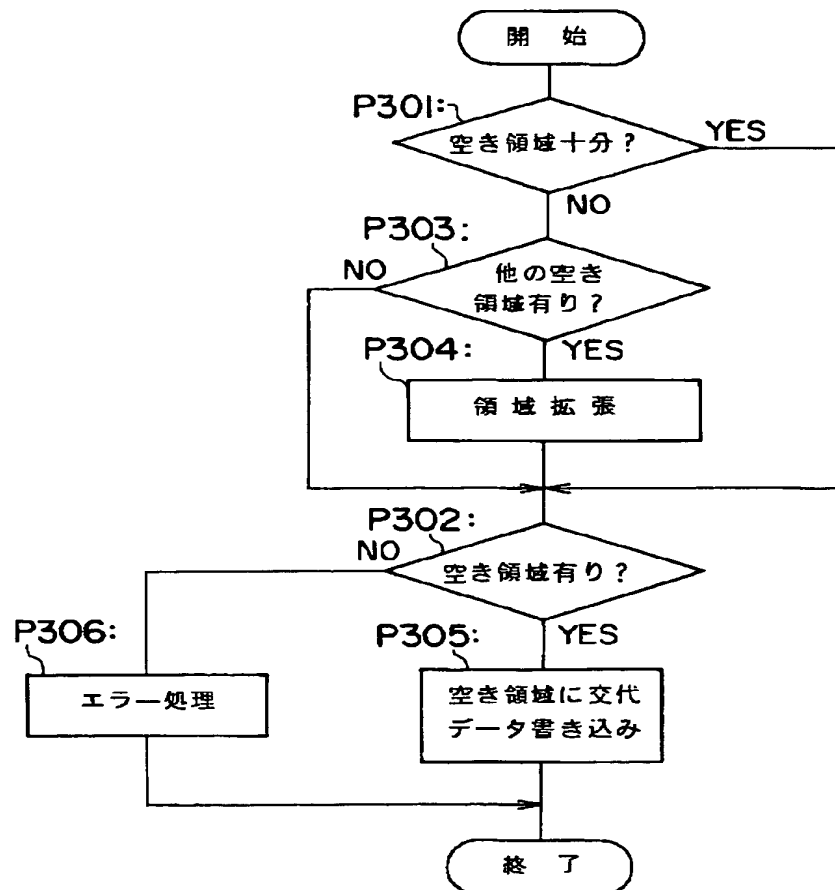 開始
P301:
空き領域十分?
YES
NO
P303:
NO
他の空き
領域有り?
P304:
YES
領域拡張
P302:
NO
空き領域有り?
P306:
P305:
YES
エラー処理
空き領域に交代
データ書き込み
終了